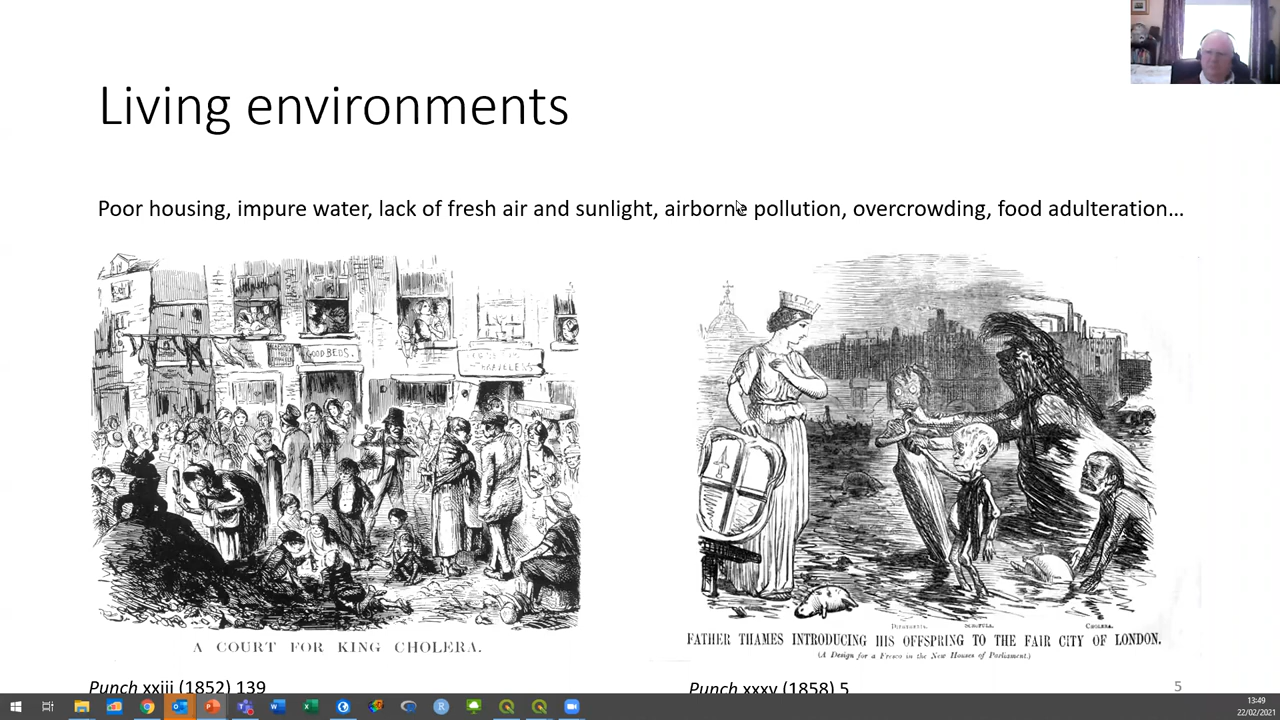 Living environments
Poor housing, impure water, lack of fresh air and sunlight, airborne pollution, overcrowding, food adulteration…
GOOD BEDS.
TRAVELLERS
A COURT FOR KING CHOLERA.
Punch xxiii (1852) 139
DIPHTHERIA. SCROFULA. CHOLERA.
FATHER THAMES INTRODUCING HIS OFFSPRING TO THE FAIR CITY OF LONDON.
(A Design for a Fresco in the New Houses of Parliament.)
Punch xxxv (1858) 5
5
13:49
22/02/2021